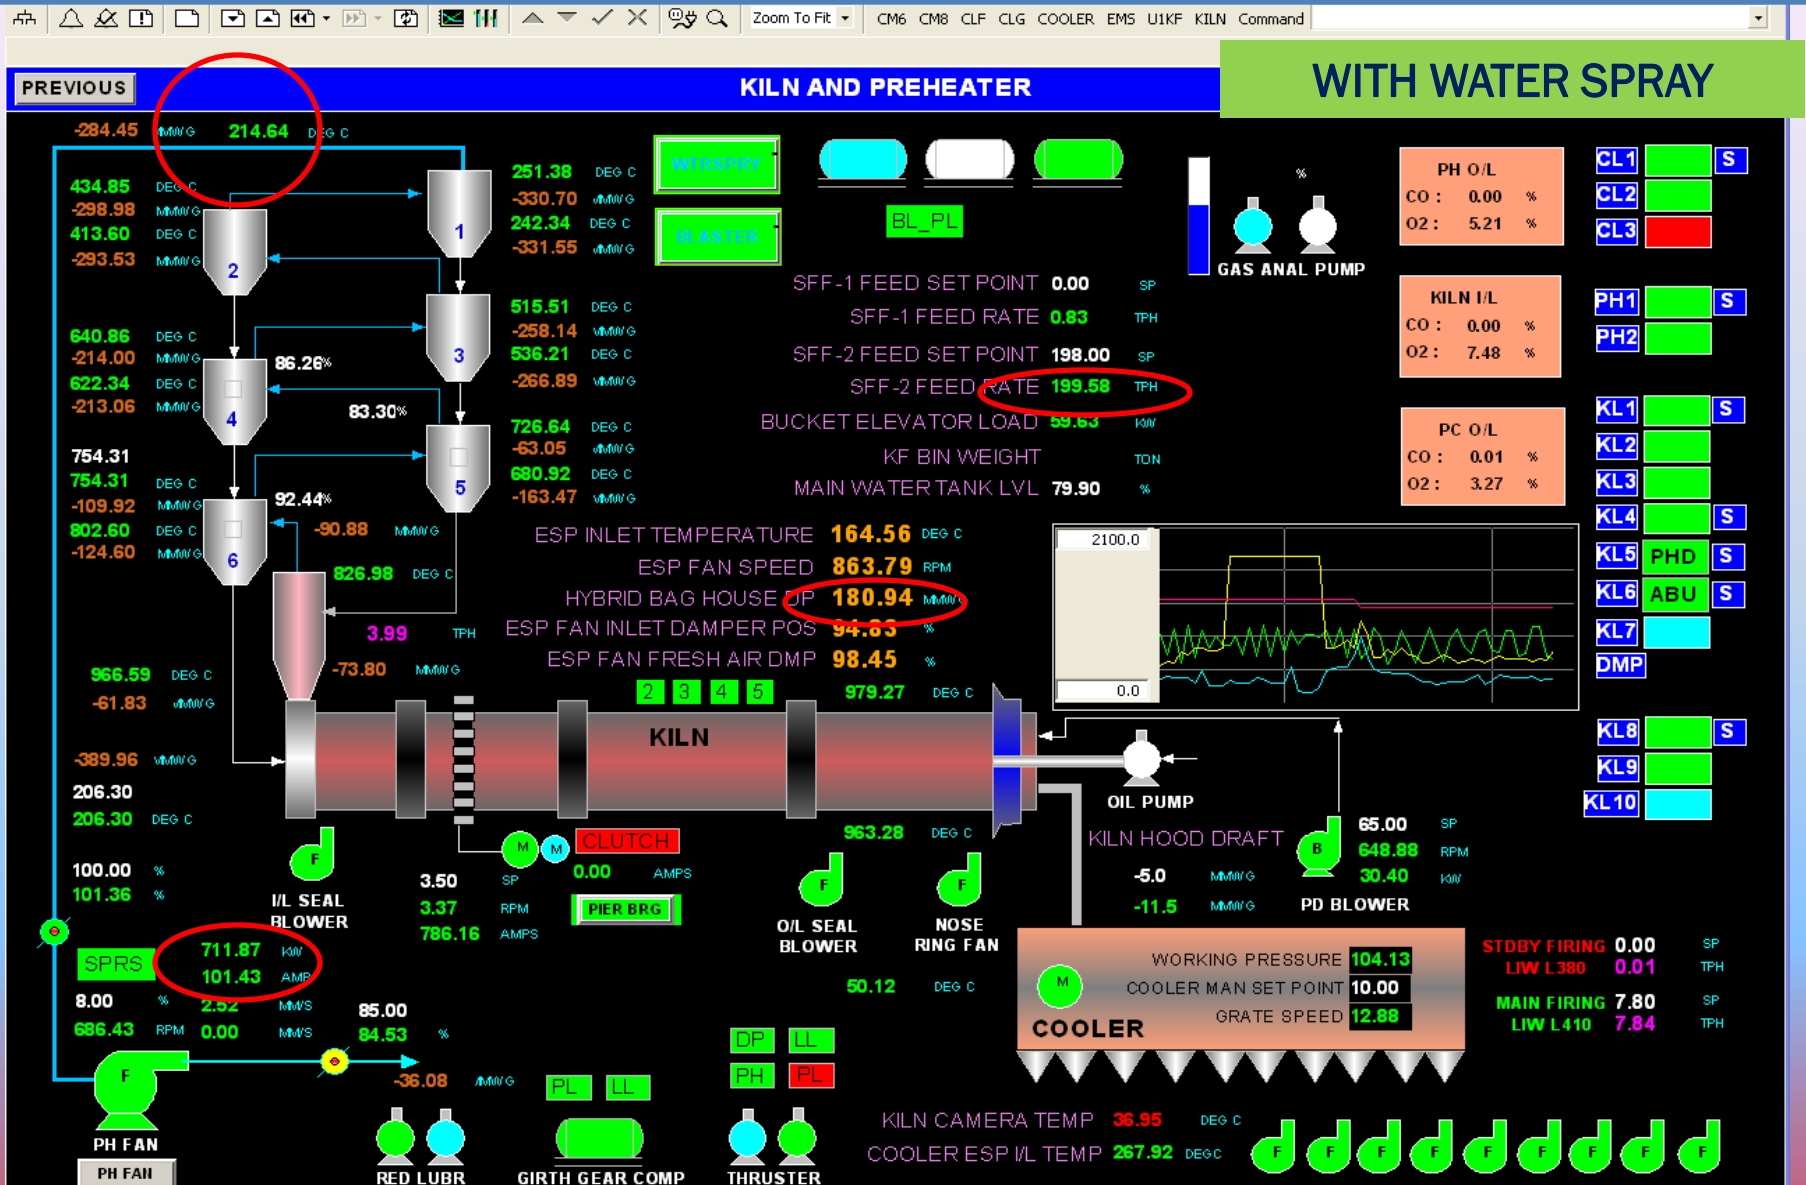 Zoom To Fit CM6 CM8 CLF CLG COOLER EMS U1KF KILN Command
WITH WATER SPRAY
PREVIOUS KILN AND PREHEATER
-284.45 MMWG 214.64 DEG C
434.85 DEG C
-298.98 MMWG
413.60 DEG C
-293.53 MMWG
2
1
251.38 DEG C
-330.70 MMWG
242.34 DEG C
-331.55 MMWG
WTRSPRY
BLASTER
BL_PL
%
GAS ANAL PUMP
PH O/L
CO : 0.00 %
O2 : 5.21 %
KILN I/L
CO : 0.00 %
O2 : 7.48 %
PC O/L
CO : 0.01 %
O2 : 3.27 %
CL1 S
CL2
CL3
PH1 S
PH2
KL1 S
KL2
KL3
KL4 S
KL5 PHD S
KL6 ABU S
KL7
DMP
KL8 S
KL9
KL10
640.86 DEG C
-214.00 MMWG
622.34 DEG C
-213.06 MMWG
86.26%
83.30%
4
3
515.51 DEG C
-258.14 MMWG
536.21 DEG C
-266.89 MMWG
SFF-1 FEED SET POINT 0.00 SP
SFF-1 FEED RATE 0.83 TPH
SFF-2 FEED SET POINT 198.00 SP
SFF-2 FEED RATE 199.58 TPH
BUCKET ELEVATOR LOAD 59.63 KW
KF BIN WEIGHT TON
MAIN WATER TANK LVL 79.90 %
754.31
754.31 DEG C
-109.92 MMWG
802.60 DEG C
-124.60 MMWG
92.44%
-90.88 MMWG
6
5
726.64 DEG C
-63.05 MMWG
680.92 DEG C
-163.47 MMWG
826.98 DEG C
3.99 TPH
-73.80 MMWG
ESP INLET TEMPERATURE 164.56 DEG C
ESP FAN SPEED 863.79 RPM
HYBRID BAG HOUSE DP 180.94 MMWG
ESP FAN INLET DAMPER POS 94.83 %
ESP FAN FRESH AIR DMP 98.45 %
2 3 4 5 979.27 DEG C
2100.0
0.0
966.59 DEG C
-61.83 MMWG
KILN
-389.96 MMWG
206.30
206.30 DEG C
100.00 %
101.36 %
F
I/L SEAL
BLOWER
M M CLUTCH
3.50 SP 0.00 AMPS
3.37 RPM PIER BRG
786.16 AMPS
963.28 DEG C
F
O/L SEAL
BLOWER
F
NOSE
RING FAN
50.12 DEG C
OIL PUMP
KILN HOOD DRAFT
-5.0 MMWG
-11.5 MMWG
B
PD BLOWER
65.00 SP
648.88 RPM
30.40 KW
SPRS 711.87 KW
101.43 AMP
8.00 % 2.52 MM/S
686.43 RPM 0.00 MM/S
85.00
84.53 %
F
PH FAN
PH FAN
-36.08 MMWG
RED LUBR
PL LL
GIRTH GEAR COMP
DP LL
PH PL
THRUSTER
M
COOLER
WORKING PRESSURE 104.13
COOLER MAN SET POINT 10.00
GRATE SPEED 12.88
STDBY FIRING 0.00 SP
LIW L380 0.01 TPH
MAIN FIRING 7.80 SP
LIW L410 7.84 TPH
KILN CAMERA TEMP 36.95 DEG C
COOLER ESP I/L TEMP 267.92 DEGC
F F F F F F F F F